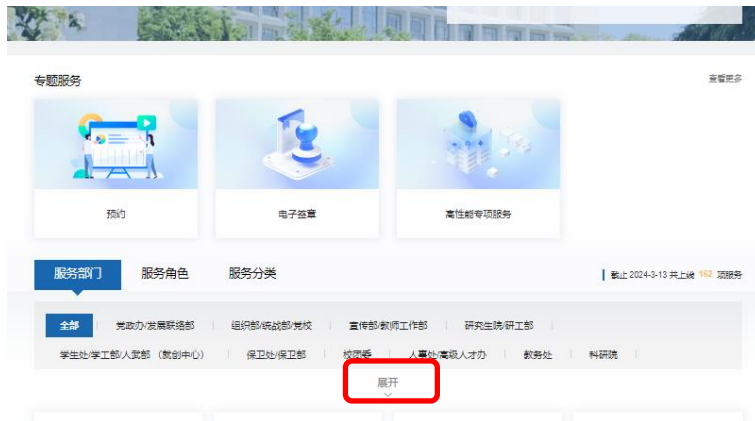 专题服务 查看更多
预约 电子签章 高性能专项服务
服务部门 服务角色 服务分类 截止 2024-3-13 共上线 162 项服务
全部 党政办/发展联络部 组织部/统战部/党校 宣传部/教师工作部 研究生院/研工部
学生处/学工部/人武部（就创中心） 保卫处/保卫部 校团委 人事处/高级人才办 教务处 科研院
展开